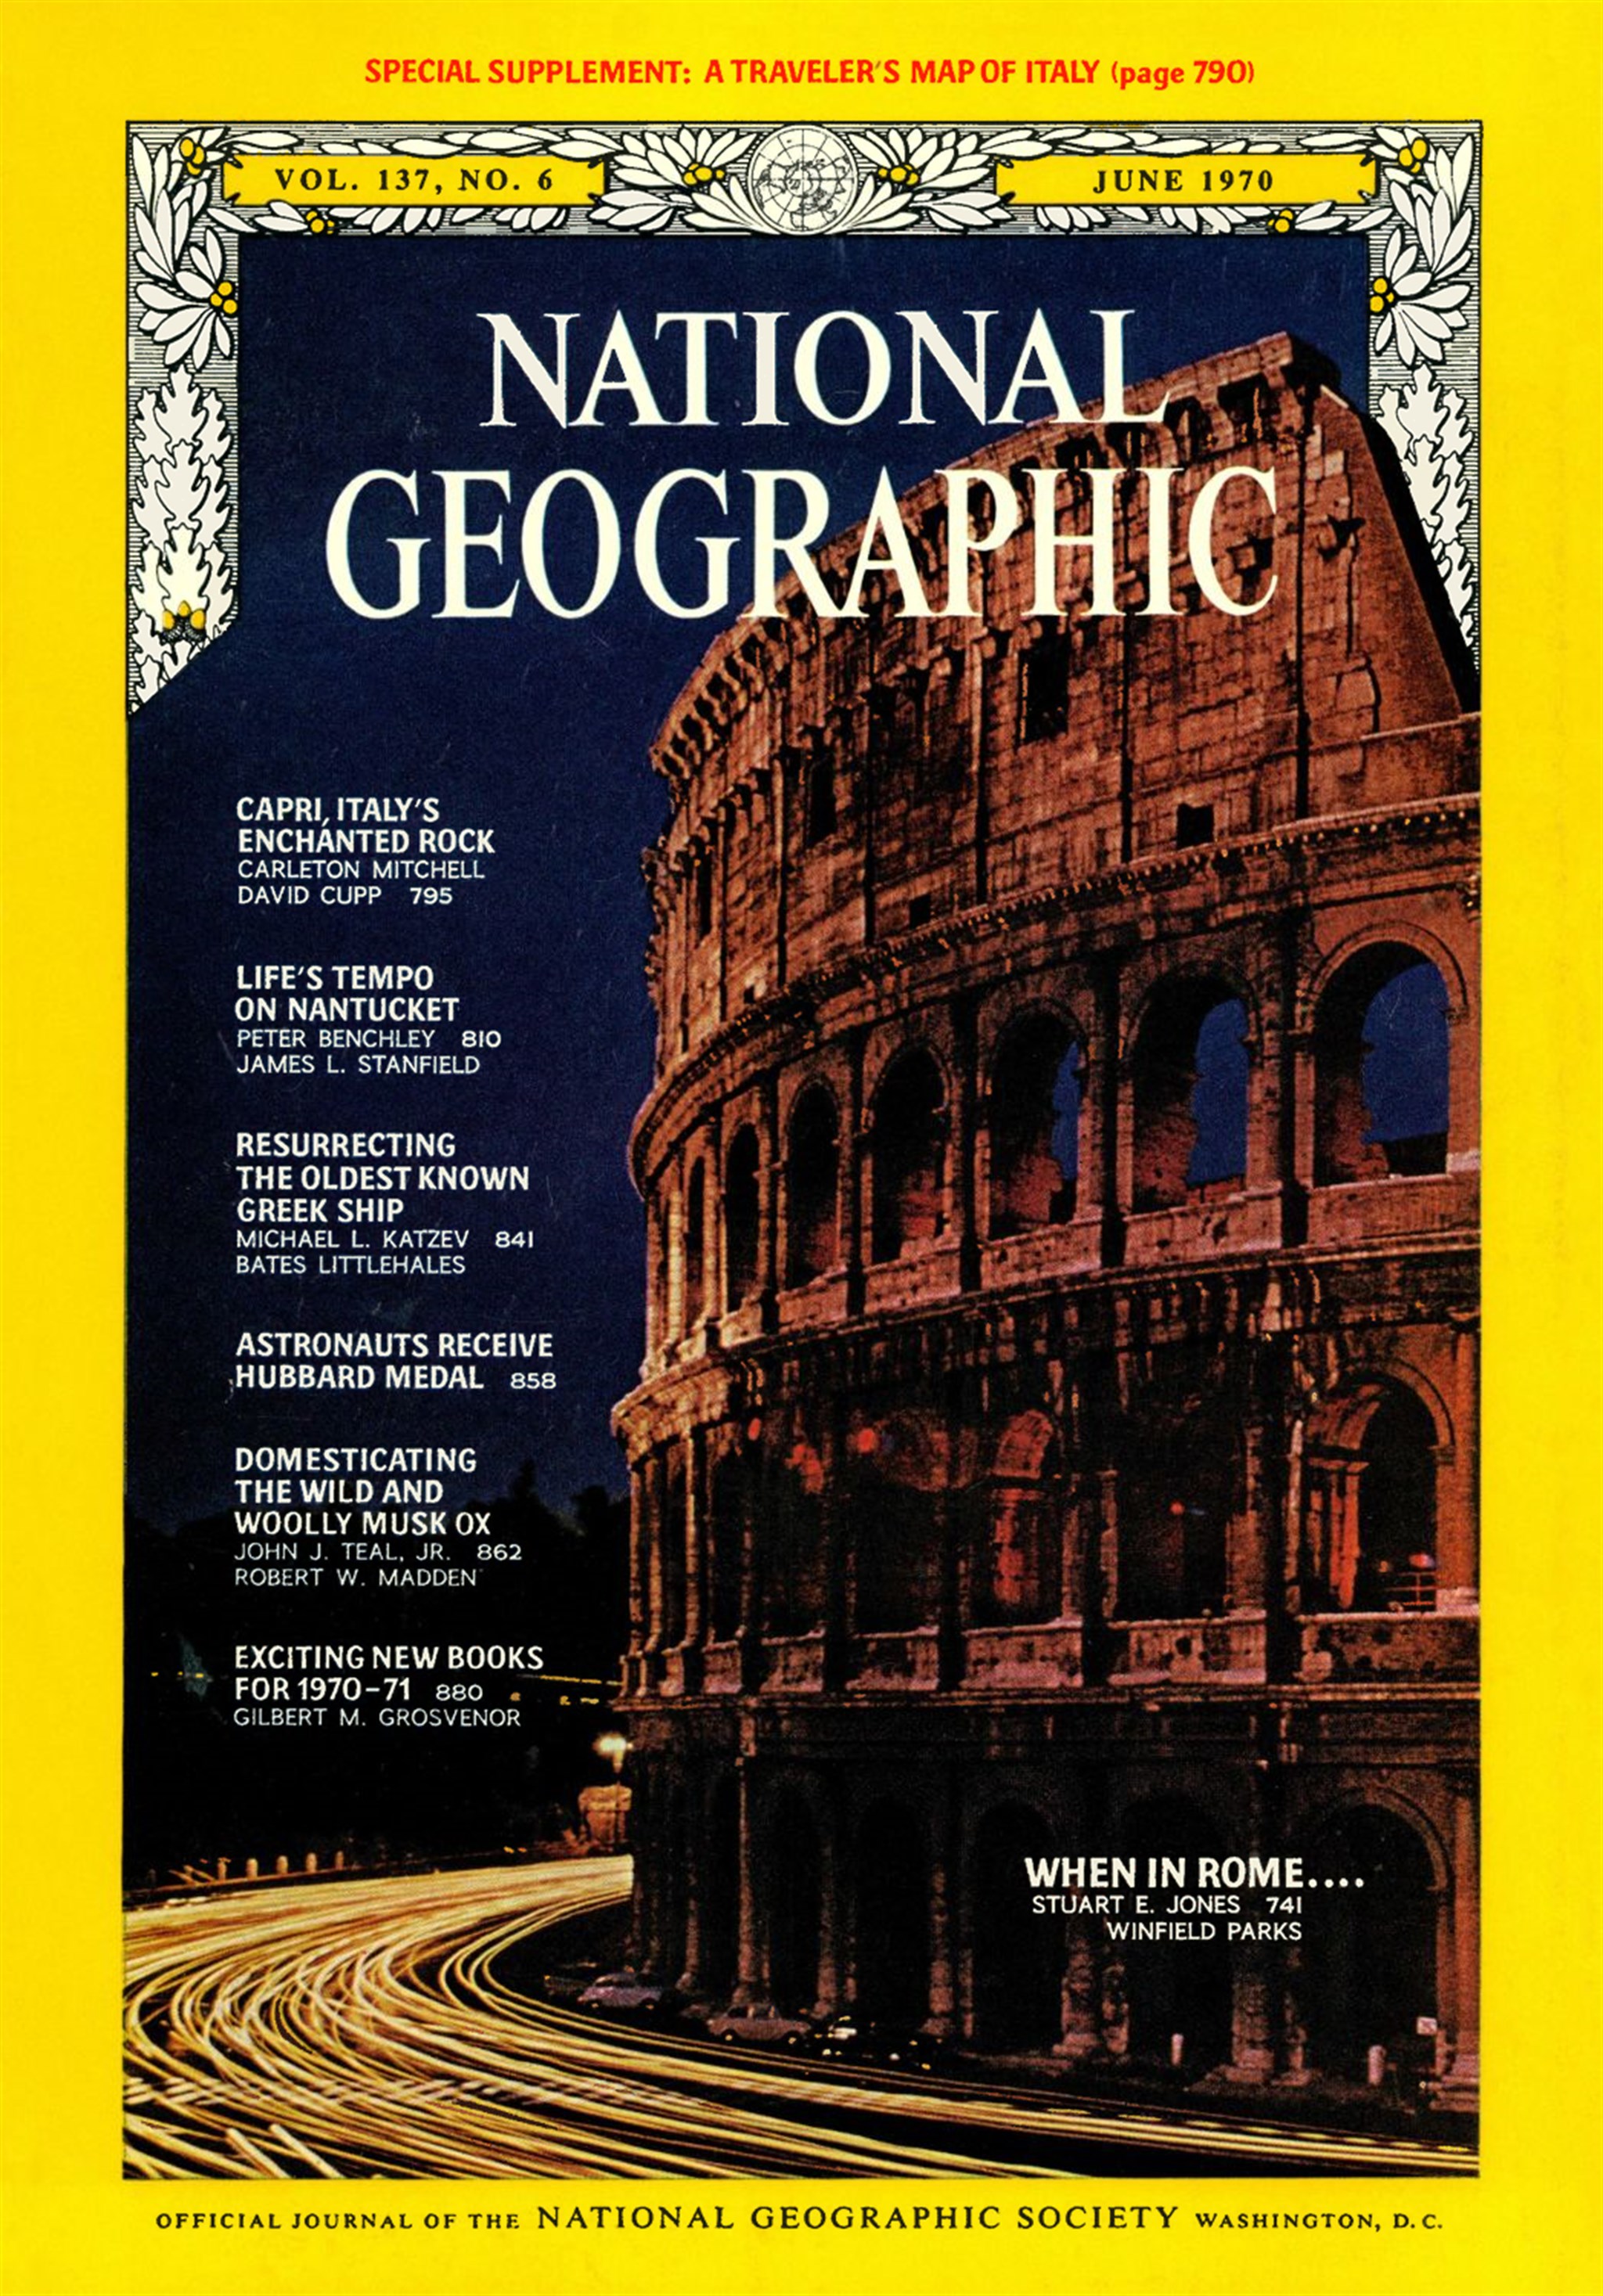 SPECIAL SUPPLEMENT: A TRAVELER'S MAP OF ITALY (page 790)
VOL. 137, NO. 6
JUNE 1970
NATIONAL
GEOGRAPHIC
CAPRI, ITALY'S
ENCHANTED ROCK
CARLETON MITCHELL
DAVID CUPP 795
LIFE'S TEMPO
ON NANTUCKET
PETER BENCHLEY 810
JAMES L. STANFIELD
RESURRECTING
THE OLDEST KNOWN
GREEK SHIP
MICHAEL L. KATZEV 841
BATES LITTLEHALES
ASTRONAUTS RECEIVE
HUBBARD MEDAL 858
DOMESTICATING
THE WILD AND
WOOLLY MUSK OX
JOHN J. TEAL, JR. 862
ROBERT W. MADDEN
EXCITING NEW BOOKS
FOR 1970-71 880
GILBERT M. GROSVENOR
WHEN IN ROME....
STUART E. JONES 741
WINFIELD PARKS
OFFICIAL JOURNAL OF THE NATIONAL GEOGRAPHIC SOCIETY WASHINGTON, D.C.